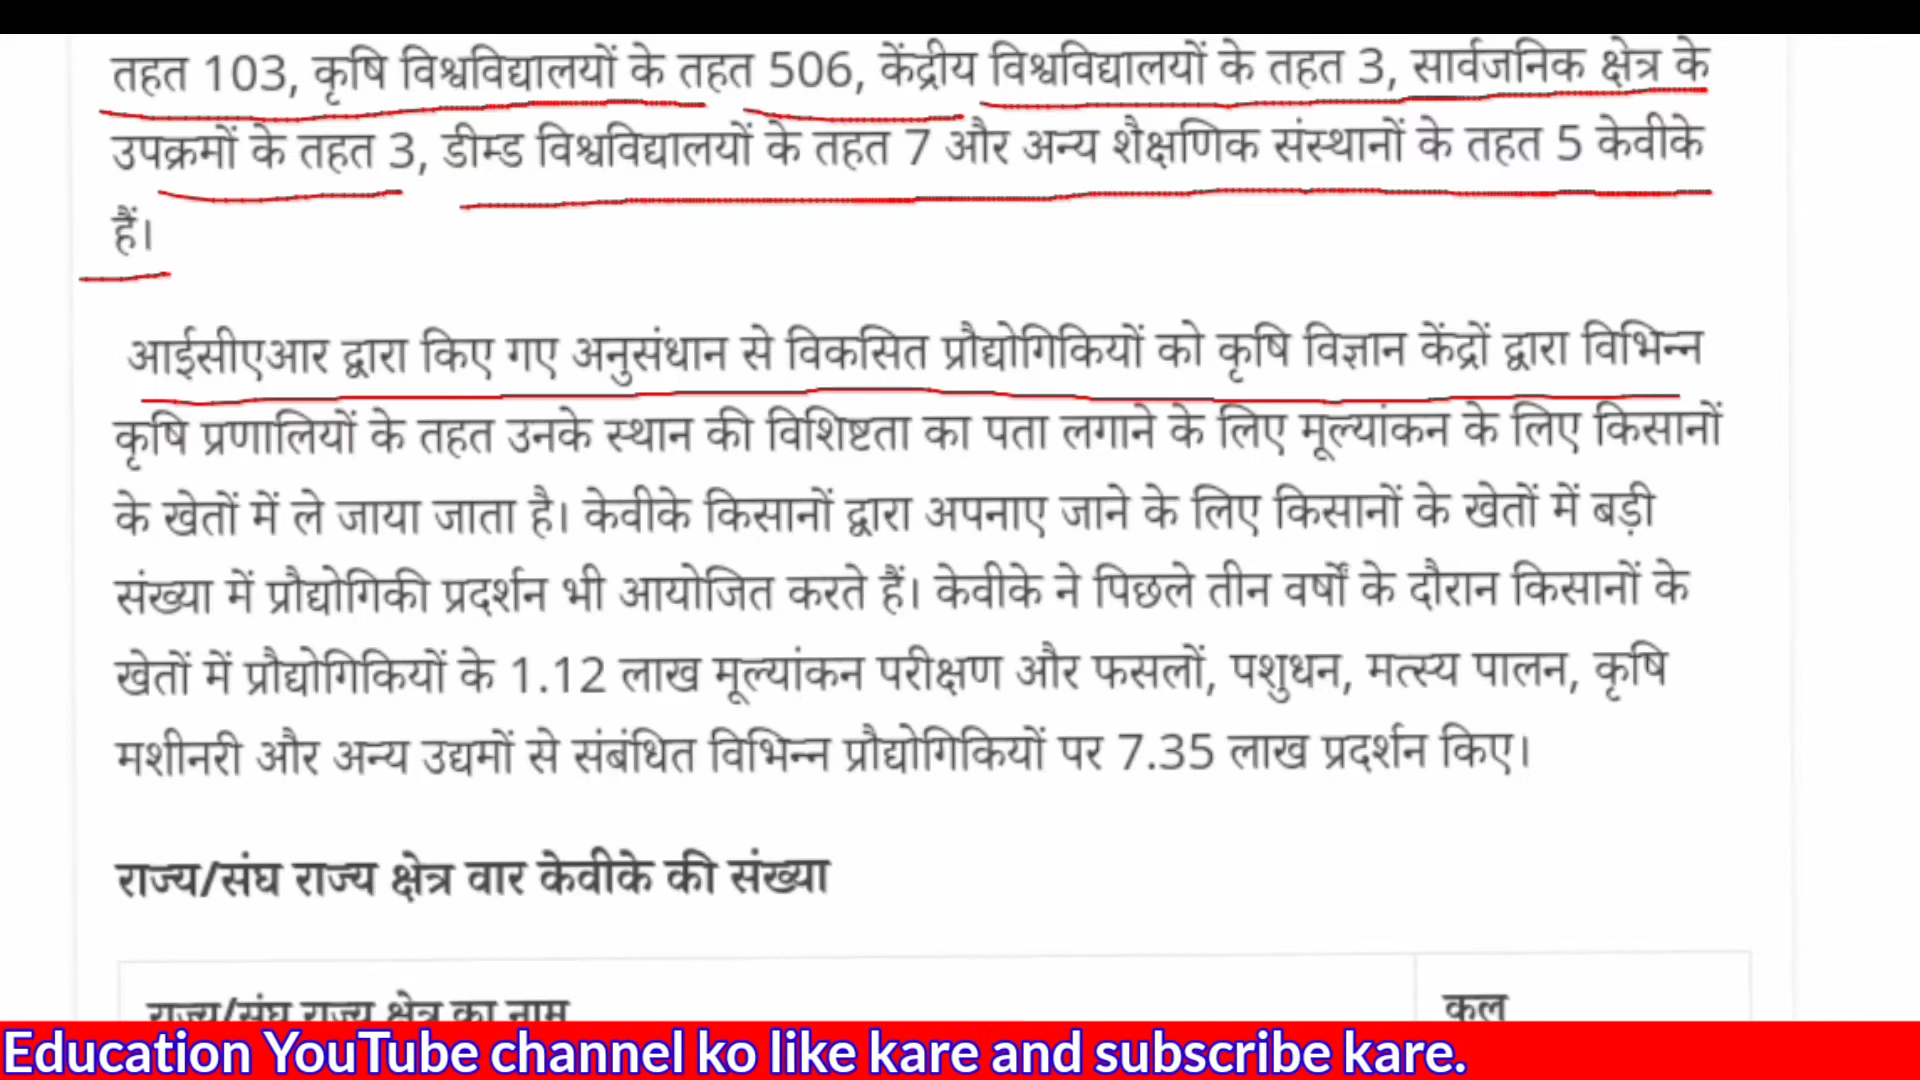 तहत 103, कृषि विश्वविद्यालयों के तहत 506, केंद्रीय विश्वविद्यालयों के तहत 3, सार्वजनिक क्षेत्र के
उपक्रमों के तहत 3, डीम्ड विश्वविद्यालयों के तहत 7 और अन्य शैक्षणिक संस्थानों के तहत 5 केवीके
हैं।
आईसीएआर द्वारा किए गए अनुसंधान से विकसित प्रौद्योगिकियों को कृषि विज्ञान केंद्रों द्वारा विभिन्न
कृषि प्रणालियों के तहत उनके स्थान की विशिष्टता का पता लगाने के लिए मूल्यांकन के लिए किसानों
के खेतों में ले जाया जाता है। केवीके किसानों द्वारा अपनाए जाने के लिए किसानों के खेतों में बड़ी
संख्या में प्रौद्योगिकी प्रदर्शन भी आयोजित करते हैं। केवीके ने पिछले तीन वर्षों के दौरान किसानों के
खेतों में प्रौद्योगिकियों के 1.12 लाख मूल्यांकन परीक्षण और फसलों, पशुधन, मत्स्य पालन, कृषि
मशीनरी और अन्य उद्यमों से संबंधित विभिन्न प्रौद्योगिकियों पर 7.35 लाख प्रदर्शन किए।
राज्य/संघ राज्य क्षेत्र वार केवीके की संख्या
राज्य/संघ राज्य क्षेत्र का नाम
कुल
Education YouTube channel ko like kare and subscribe kare.